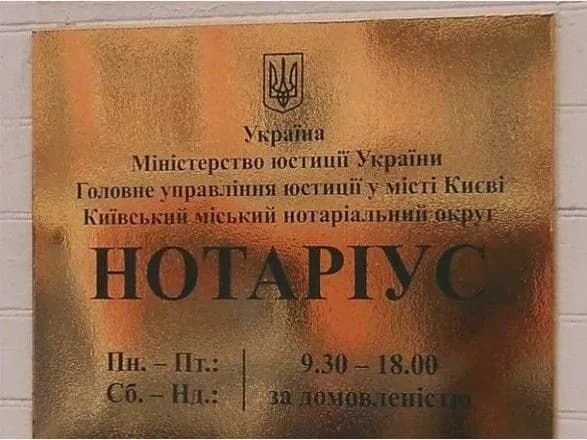 Україна
Міністерство юстиції України
Головне управління юстиції у місті Києві
Київський міський нотаріальний округ
НОТАРІУС
Пн. – Пт.: 9.30 – 18.00
Сб. – Нд.: за домовленістю